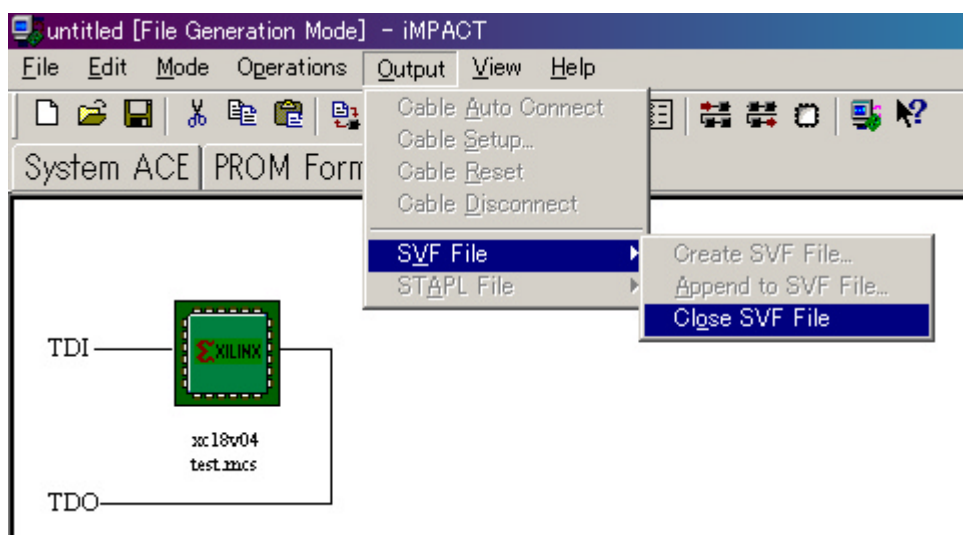 untitled [File Generation Mode] - iMPACT
File Edit Mode Operations Output View Help
Cable Auto Connect
Cable Setup...
Cable Reset
Cable Disconnect
System ACE PROM Form
SVF File
STAPL File
Create SVF File...
Append to SVF File...
Close SVF File
TDI
XILINX
xc18v04
test.mcs
TDO